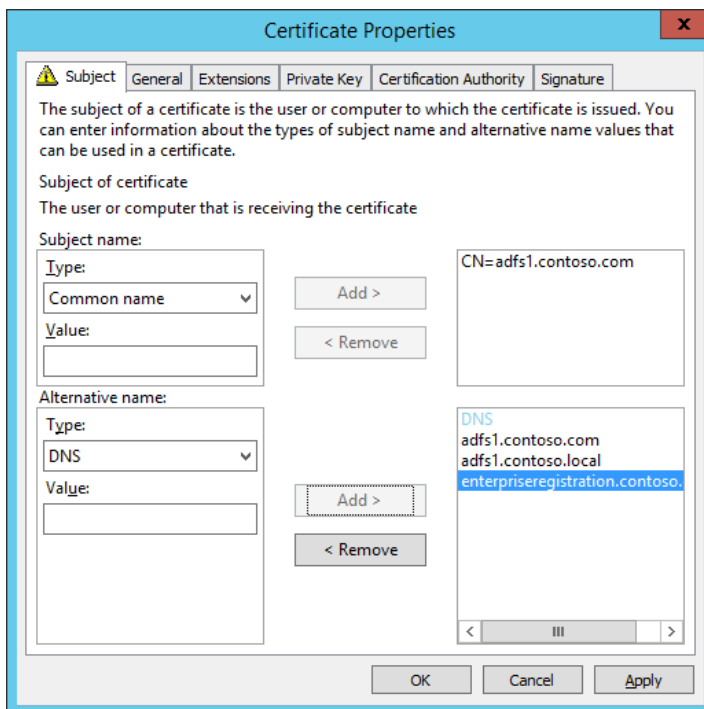 Certificate Properties
x
Subject
General
Extensions
Private Key
Certification Authority
Signature
The subject of a certificate is the user or computer to which the certificate is issued. You
can enter information about the types of subject name and alternative name values that
can be used in a certificate.
Subject of certificate
The user or computer that is receiving the certificate
Subject name:
Type:
Common name
Value:
Add >
< Remove
CN=adfs1.contoso.com
Alternative name:
Type:
DNS
Value:
Add >
< Remove
DNS
adfs1.contoso.com
adfs1.contoso.local
enterpriseregistration.contoso.
OK
Cancel
Apply